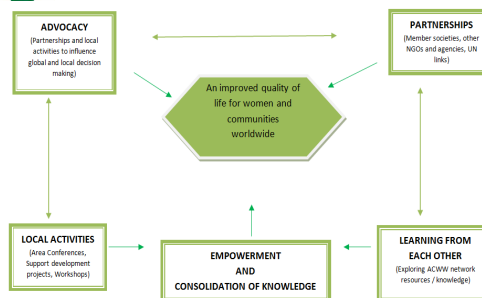 ADVOCACY
(Partnerships and local
activities to influence
global and local decision
making)
PARTNERSHIPS
(Member societies, other
NGOs and agencies, UN
links)
An improved quality of
life for women and
communities
worldwide
LOCAL ACTIVITIES
(Area Conferences,
Support development
projects, Workshops)
EMPOWERMENT
AND
CONSOLIDATION OF KNOWLEDGE
LEARNING FROM
EACH OTHER
(Exploring ACWW network
resources / knowledge)